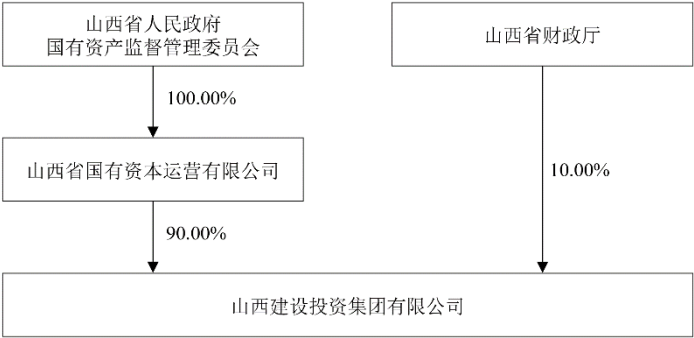 山西省人民政府
国有资产监督管理委员会
山西省财政厅
100.00%
山西省国有资本运营有限公司
10.00%
90.00%
山西建设投资集团有限公司